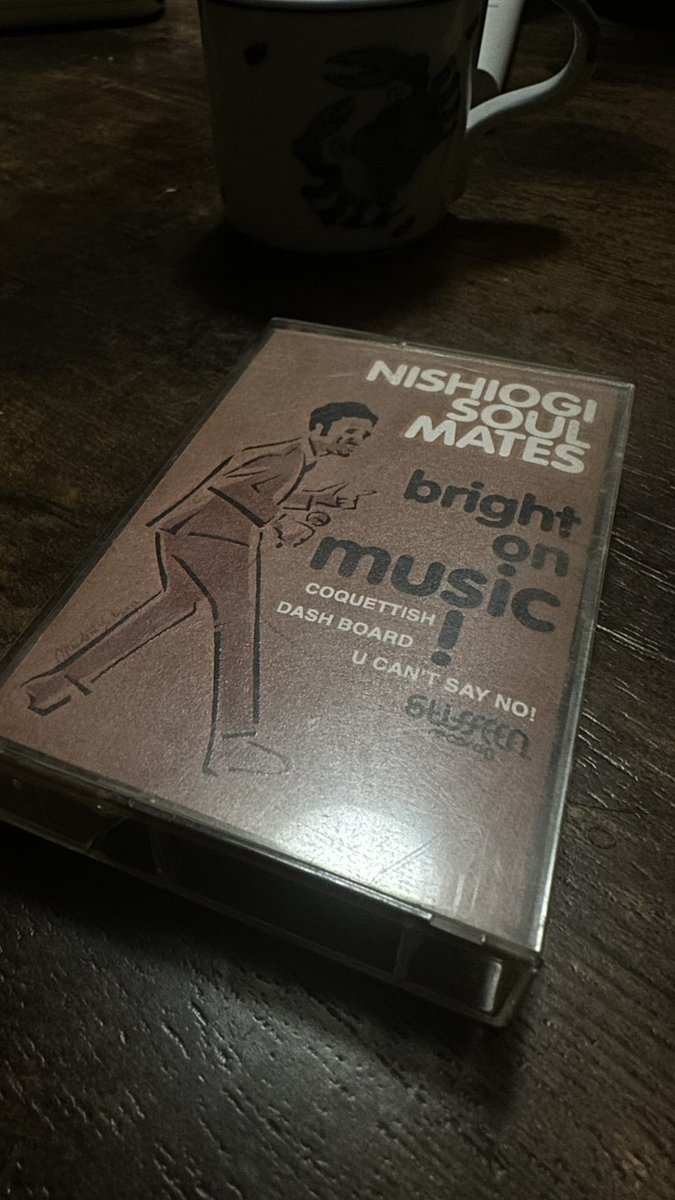 NISHIOGI
SOUL
MATES
bright
on
music
!
COQUETTISH
DASH BOARD
U CAN'T SAY NO!